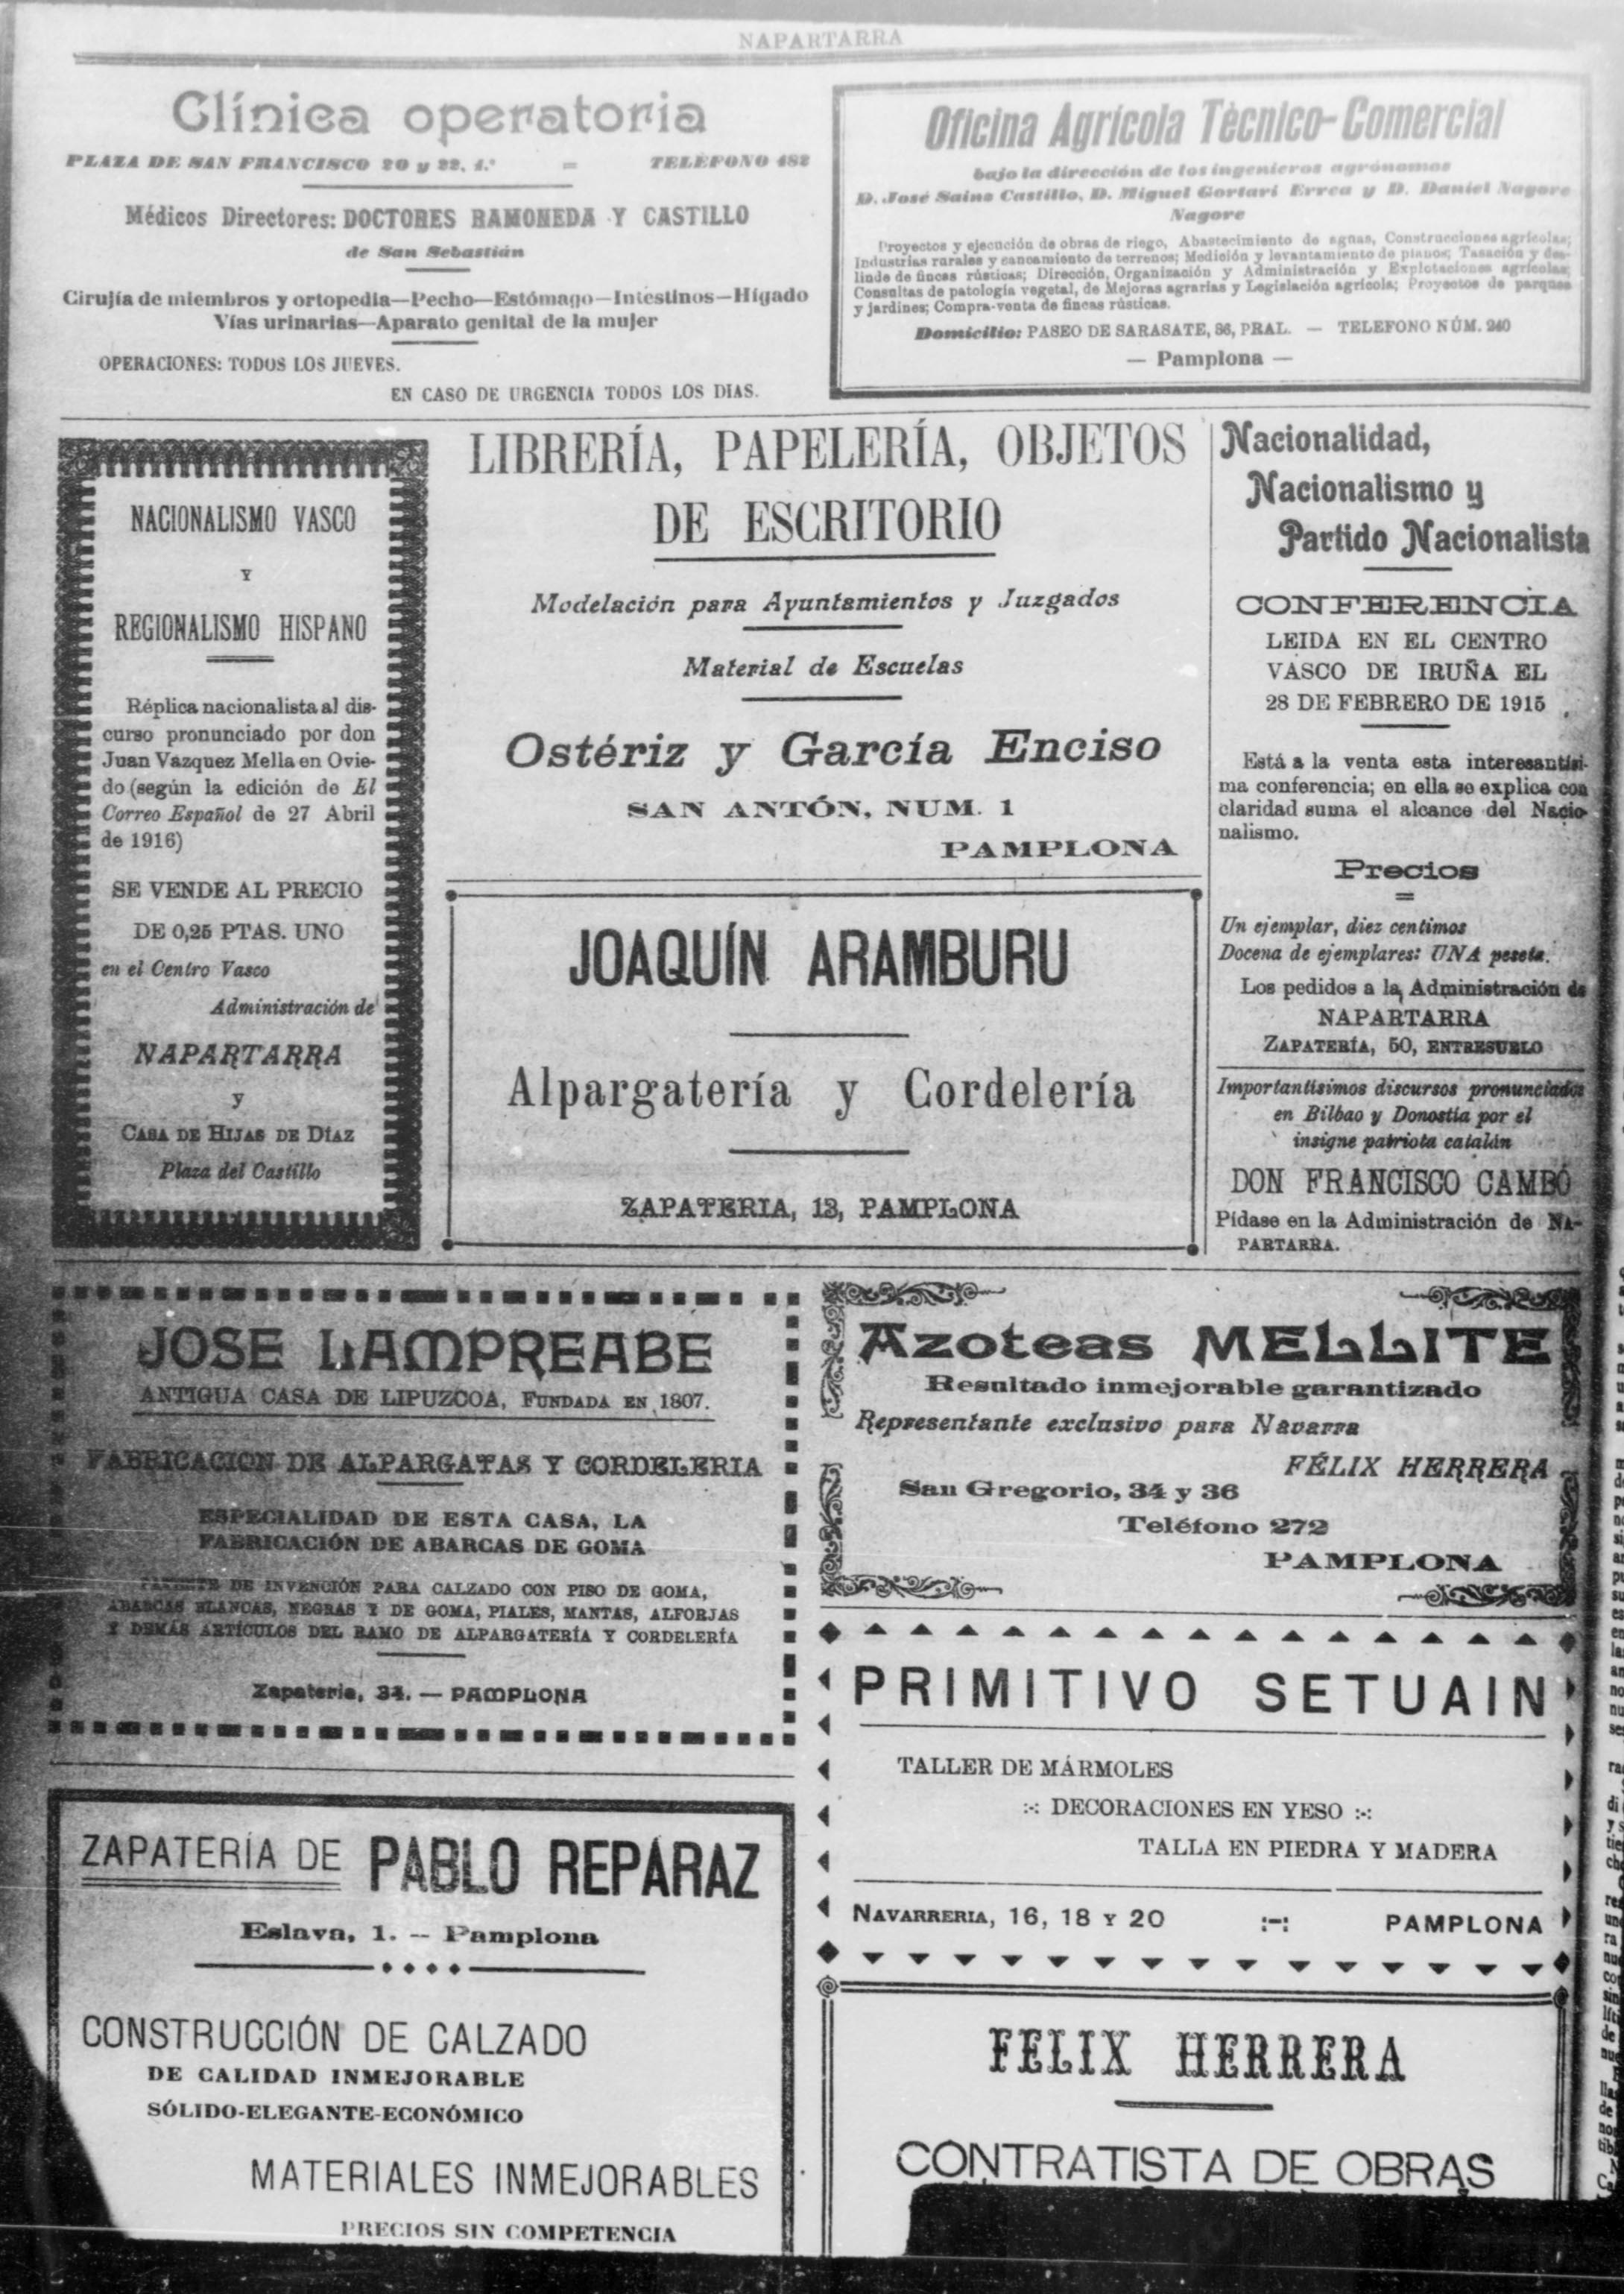 NAPARTARRA
Clínica operatoria
PLAZA DE SAN FRANCISCO 20 y 22, 1.° = TELÉFONO 482
Médicos Directores: DOCTORES RAMONEDA Y CASTILLO
de San Sebastián
Cirujía de miembros y ortopedia—Pecho—Estómago—Intestinos—Hígado
Vías urinarias—Aparato genital de la mujer
OPERACIONES: TODOS LOS JUEVES.
EN CASO DE URGENCIA TODOS LOS DIAS.
Oficina Agrícola Técnico-Comercial
bajo la dirección de los ingenieros agrónomos
D. José Sainz Castillo, D. Miguel Gortari Errea y D. Daniel Nagore
Nagore
Proyectos y ejecución de obras de riego, Abastecimiento de aguas, Construcciones agrícolas;
Industrias rurales y saneamiento de terrenos; Medición y levantamiento de planos; Tasación y des-
linde de fincas rústicas; Dirección, Organización y Administración y Explotaciones agrícolas;
Consultas de patología vegetal, de Mejoras agrarias y Legislación agrícola; Proyectos de parques
y jardines; Compra-venta de fincas rústicas.
Domicilio: PASEO DE SARASATE, 36, PRAL. — TELEFONO NÚM. 240
— Pamplona —
NACIONALISMO VASCO
Y
REGIONALISMO HISPANO
Réplica nacionalista al dis-
curso pronunciado por don
Juan Vazquez Mella en Ovie-
do (según la edición de El
Correo Español de 27 Abril
de 1916)
SE VENDE AL PRECIO
DE 0,25 PTAS. UNO
en el Centro Vasco
Administración de
NAPARTARRA
y
CASA DE HIJAS DE DÍAZ
Plaza del Castillo
LIBRERÍA, PAPELERÍA, OBJETOS
DE ESCRITORIO
Modelación para Ayuntamientos y Juzgados
Material de Escuelas
Ostériz y García Enciso
SAN ANTÓN, NUM. 1
PAMPLONA
JOAQUÍN ARAMBURU
Alpargatería y Cordelería
ZAPATERIA, 13, PAMPLONA
Nacionalidad,
Nacionalismo y
Partido Nacionalista
CONFERENCIA
LEIDA EN EL CENTRO
VASCO DE IRUÑA EL
28 DE FEBRERO DE 1915
Está a la venta esta interesantísi-
ma conferencia; en ella se explica con
claridad suma el alcance del Nacio-
nalismo.
Precios
=
Un ejemplar, diez centimos
Docena de ejemplares: UNA peseta.
Los pedidos a la Administración de
NAPARTARRA
ZAPATERÍA, 50, ENTRESUELO
Importantísimos discursos pronunciados
en Bilbao y Donostia por el
insigne patriota catalán
DON FRANCISCO CAMBÓ
Pídase en la Administración de NA-
PARTARRA.
JOSE LAMPREABE
ANTIGUA CASA DE LIPUZCOA, FUNDADA EN 1807.
FABRICACION DE ALPARGATAS Y CORDELERIA
ESPECIALIDAD DE ESTA CASA, LA
FABRICACIÓN DE ABARCAS DE GOMA
PATENTE DE INVENCIÓN PARA CALZADO CON PISO DE GOMA,
ABARCAS BLANCAS, NEGRAS Y DE GOMA, PIALES, MANTAS, ALFORJAS
Y DEMÁS ARTÍCULOS DEL RAMO DE ALPARGATERÍA Y CORDELERÍA
Zapatería, 34. — PAMPLONA
Azoteas MELLITE
Resultado inmejorable garantizado
Representante exclusivo para Navarra
FÉLIX HERRERA
San Gregorio, 34 y 36
Teléfono 272
PAMPLONA
PRIMITIVO SETUAIN
TALLER DE MÁRMOLES
:-: DECORACIONES EN YESO :-:
TALLA EN PIEDRA Y MADERA
NAVARRERIA, 16, 18 Y 20 :-: PAMPLONA
ZAPATERÍA DE PABLO REPARAZ
Eslava, 1. -- Pamplona
CONSTRUCCIÓN DE CALZADO
DE CALIDAD INMEJORABLE
SÓLIDO-ELEGANTE-ECONÓMICO
MATERIALES INMEJORABLES
PRECIOS SIN COMPETENCIA
FELIX HERRERA
CONTRATISTA DE OBRAS